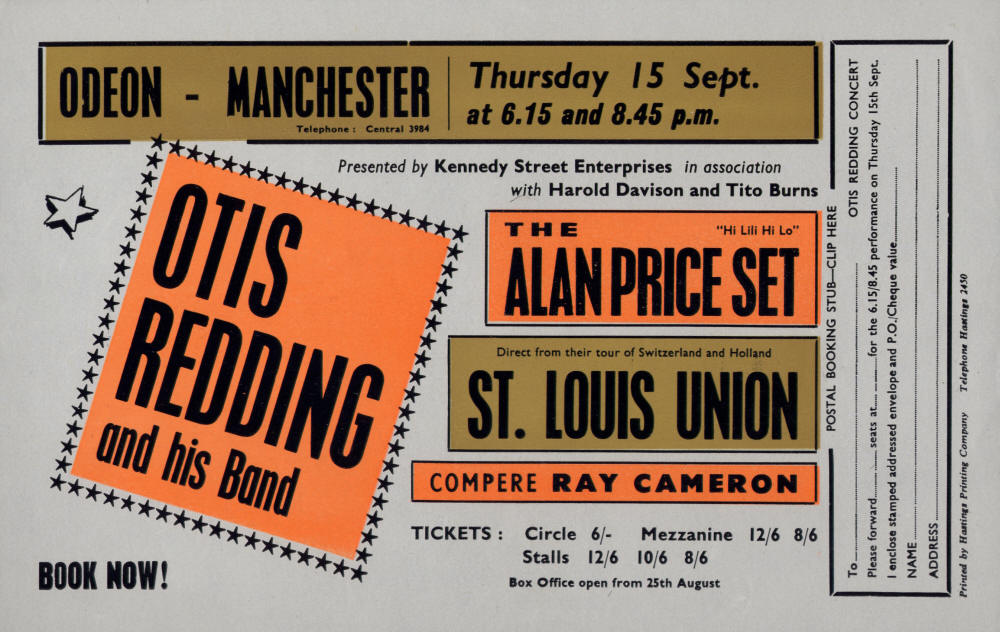 ODEON - MANCHESTER
Telephone : Central 3984
Thursday 15 Sept.
at 6.15 and 8.45 p.m.
Presented by Kennedy Street Enterprises in association
with Harold Davison and Tito Burns
OTIS
REDDING
and his Band
THE "Hi Lili Hi Lo"
ALAN PRICE SET
Direct from their tour of Switzerland and Holland
ST. LOUIS UNION
COMPERE RAY CAMERON
TICKETS : Circle 6/- Mezzanine 12/6 8/6
Stalls 12/6 10/6 8/6
Box Office open from 25th August
BOOK NOW!
POSTAL BOOKING STUB—CLIP HERE
To OTIS REDDING CONCERT
Please forward seats at for the 6.15/8.45 performance on Thursday 15th Sept.
I enclose stamped addressed envelope and P.O./Cheque value
NAME
ADDRESS
Printed by Hastings Printing Company Telephone Hastings 2450